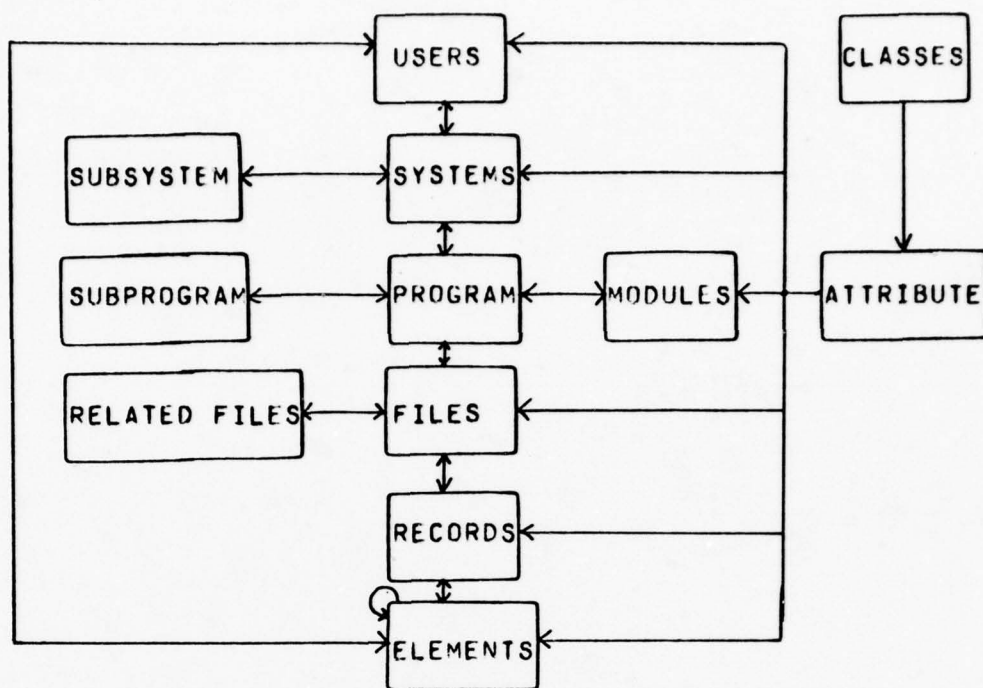 USERS
CLASSES
SUBSYSTEM
SYSTEMS
SUBPROGRAM
PROGRAM
MODULES
ATTRIBUTE
RELATED FILES
FILES
RECORDS
ELEMENTS